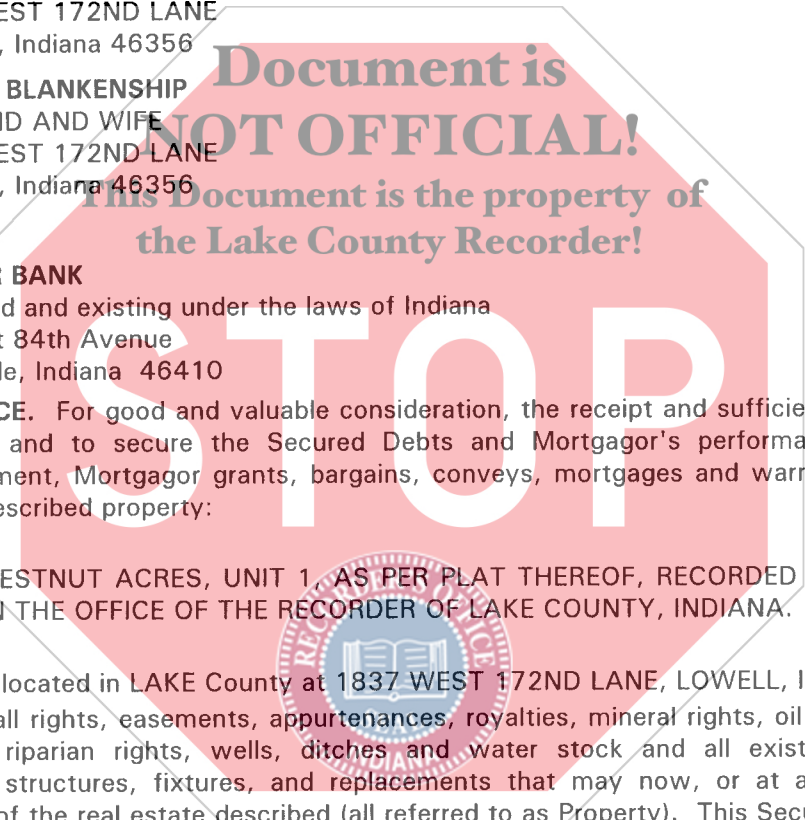 EST 172ND LANE
, Indiana 46356
Document is
BLANKENSHIP
ND AND WIFE
NOT OFFICIAL!
EST 172ND LANE
, Indiana 46356
This Document is the property of
the Lake County Recorder!
R BANK
d and existing under the laws of Indiana
t 84th Avenue
le, Indiana 46410
STOP
CE. For good and valuable consideration, the receipt and sufficie
and to secure the Secured Debts and Mortgagor's performa
ment, Mortgagor grants, bargains, conveys, mortgages and warr
escribed property:
ESTNUT ACRES, UNIT 1, AS PER PLAT THEREOF, RECORDED
N THE OFFICE OF THE RECORDER OF LAKE COUNTY, INDIANA.
RECORDER'S OFFICE
INDIANA
located in LAKE County at 1837 WEST 172ND LANE, LOWELL, I
all rights, easements, appurtenances, royalties, mineral rights, oil
riparian rights, wells, ditches and water stock and all exist
structures, fixtures, and replacements that may now, or at a
of the real estate described (all referred to as Property). This Secu